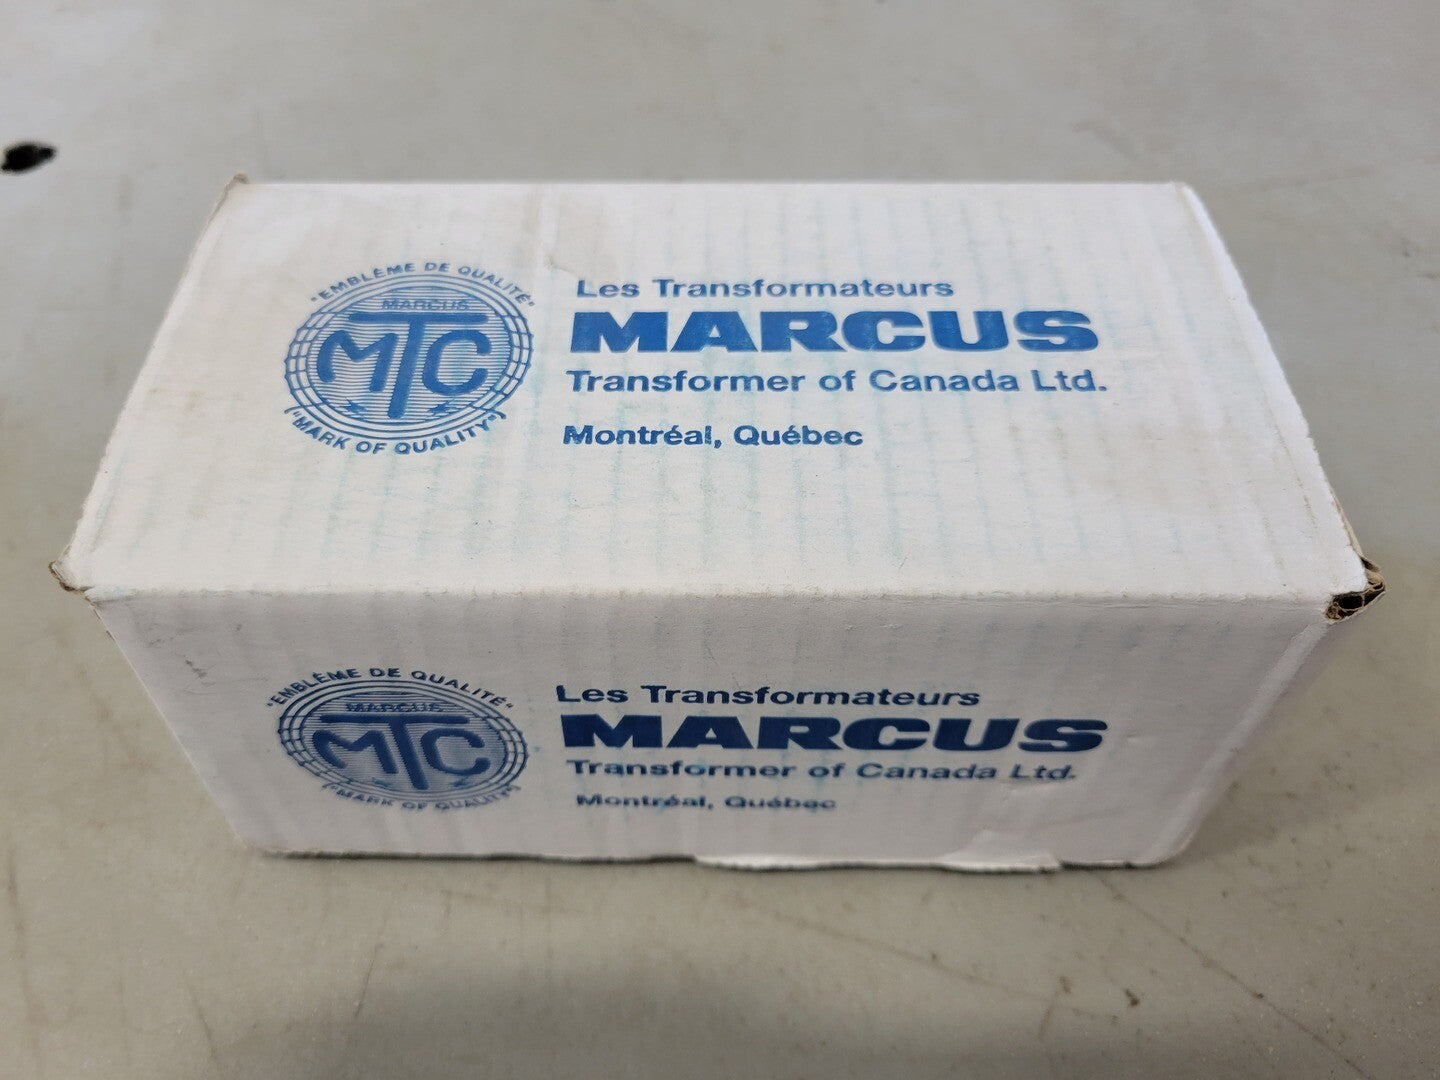 "EMBLÈME DE QUALITÉ"
MARCUS
MTC
"MARK OF QUALITY"
Les Transformateurs
MARCUS
Transformer of Canada Ltd.
Montréal, Québec
"EMBLÈME DE QUALITÉ"
MARCUS
MTC
"MARK OF QUALITY"
Les Transformateurs
MARCUS
Transformer of Canada Ltd.
Montréal, Québec